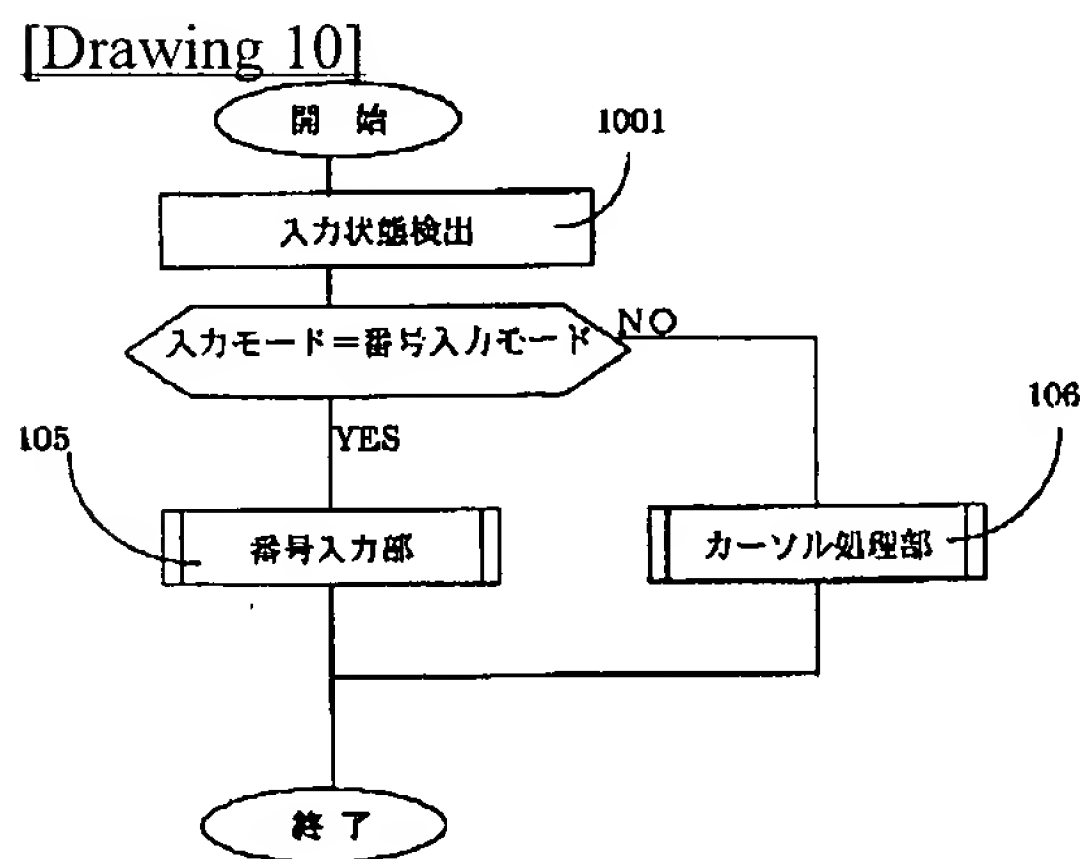 [Drawing 10]
開 始
1001
入力状態検出
入力モード＝番号入力モード
NO
YES
105
番号入力部
106
カーソル処理部
終 了